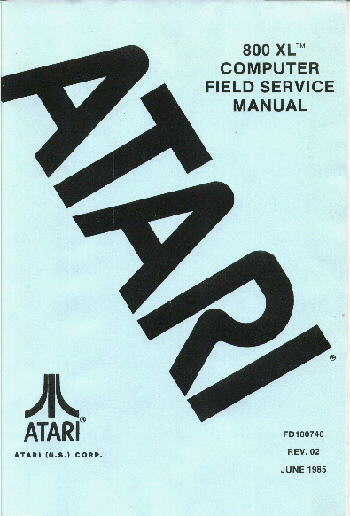 800 XL™
COMPUTER
FIELD SERVICE
MANUAL
ATARI®
ATARI®
ATARI (U.S.) CORP.
FD100740
REV. 02
JUNE 1985